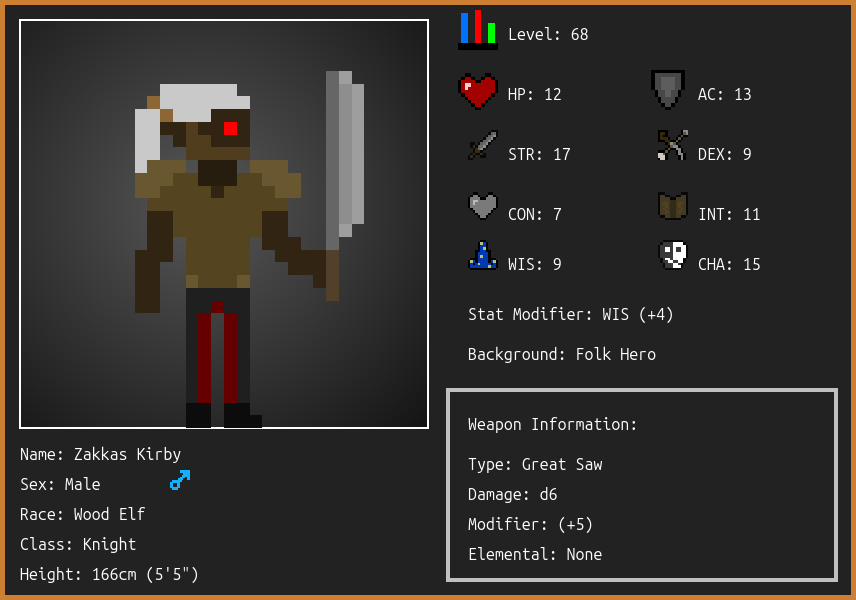 Level: 68
HP: 12
AC: 13
STR: 17
DEX: 9
CON: 7
INT: 11
WIS: 9
CHA: 15
Stat Modifier: WIS (+4)
Background: Folk Hero
Weapon Information:
Type: Great Saw
Damage: d6
Modifier: (+5)
Elemental: None
Name: Zakkas Kirby
Sex: Male
Race: Wood Elf
Class: Knight
Height: 166cm (5'5")